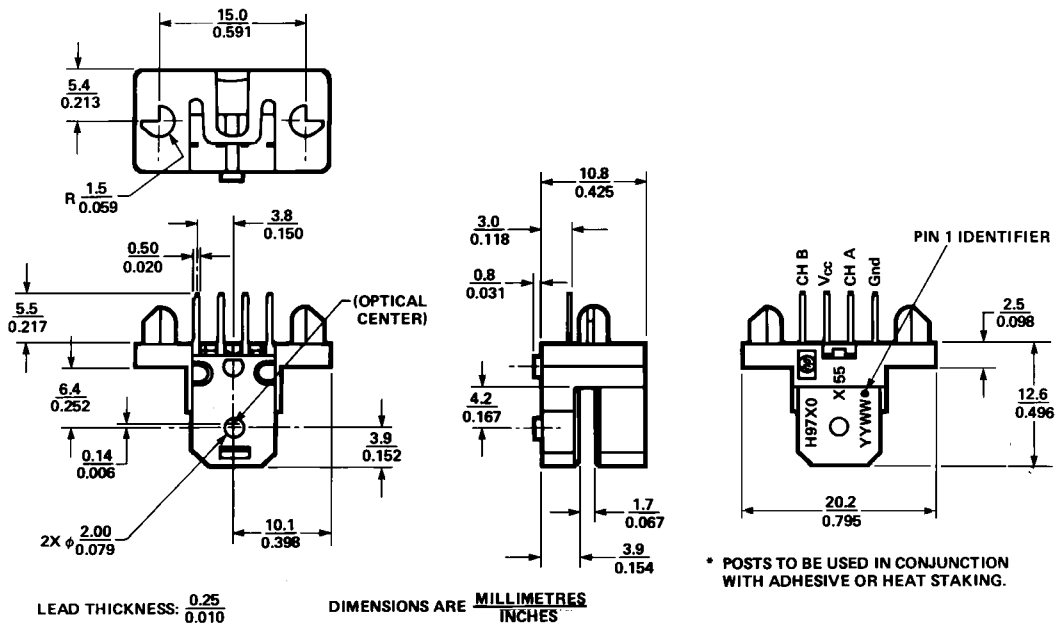 15.0
0.591
5.4
0.213
R 1.5
0.059
3.8
0.150
0.50
0.020
5.5
0.217
(OPTICAL
CENTER)
6.4
0.252
0.14
0.006
3.9
0.152
2X ϕ 2.00
0.079
10.1
0.398
LEAD THICKNESS: 0.25
0.010
10.8
0.425
3.0
0.118
0.8
0.031
4.2
0.167
1.7
0.067
3.9
0.154
DIMENSIONS ARE MILLIMETRES
INCHES
PIN 1 IDENTIFIER
CH B
Vcc
CH A
Gnd
2.5
0.098
X 55
H97X0
YYWW
12.6
0.496
20.2
0.795
* POSTS TO BE USED IN CONJUNCTION
WITH ADHESIVE OR HEAT STAKING.